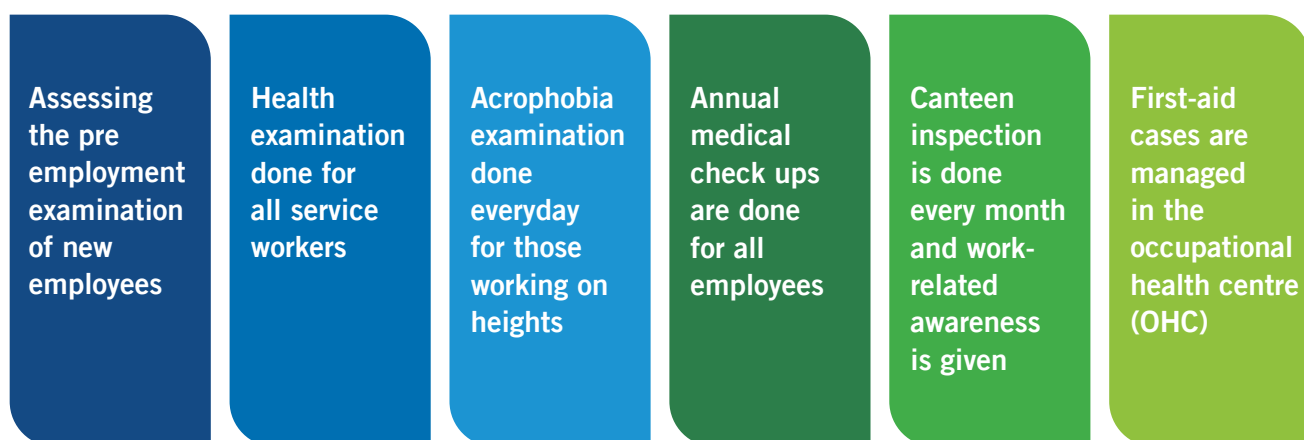 Assessing
the pre
employment
examination
of new
employees
Health
examination
done for
all service
workers
Acrophobia
examination
done
everyday
for those
working on
heights
Annual
medical
check ups
are done
for all
employees
Canteen
inspection
is done
every month
and work-
related
awareness
is given
First-aid
cases are
managed
in the
occupational
health centre
(OHC)